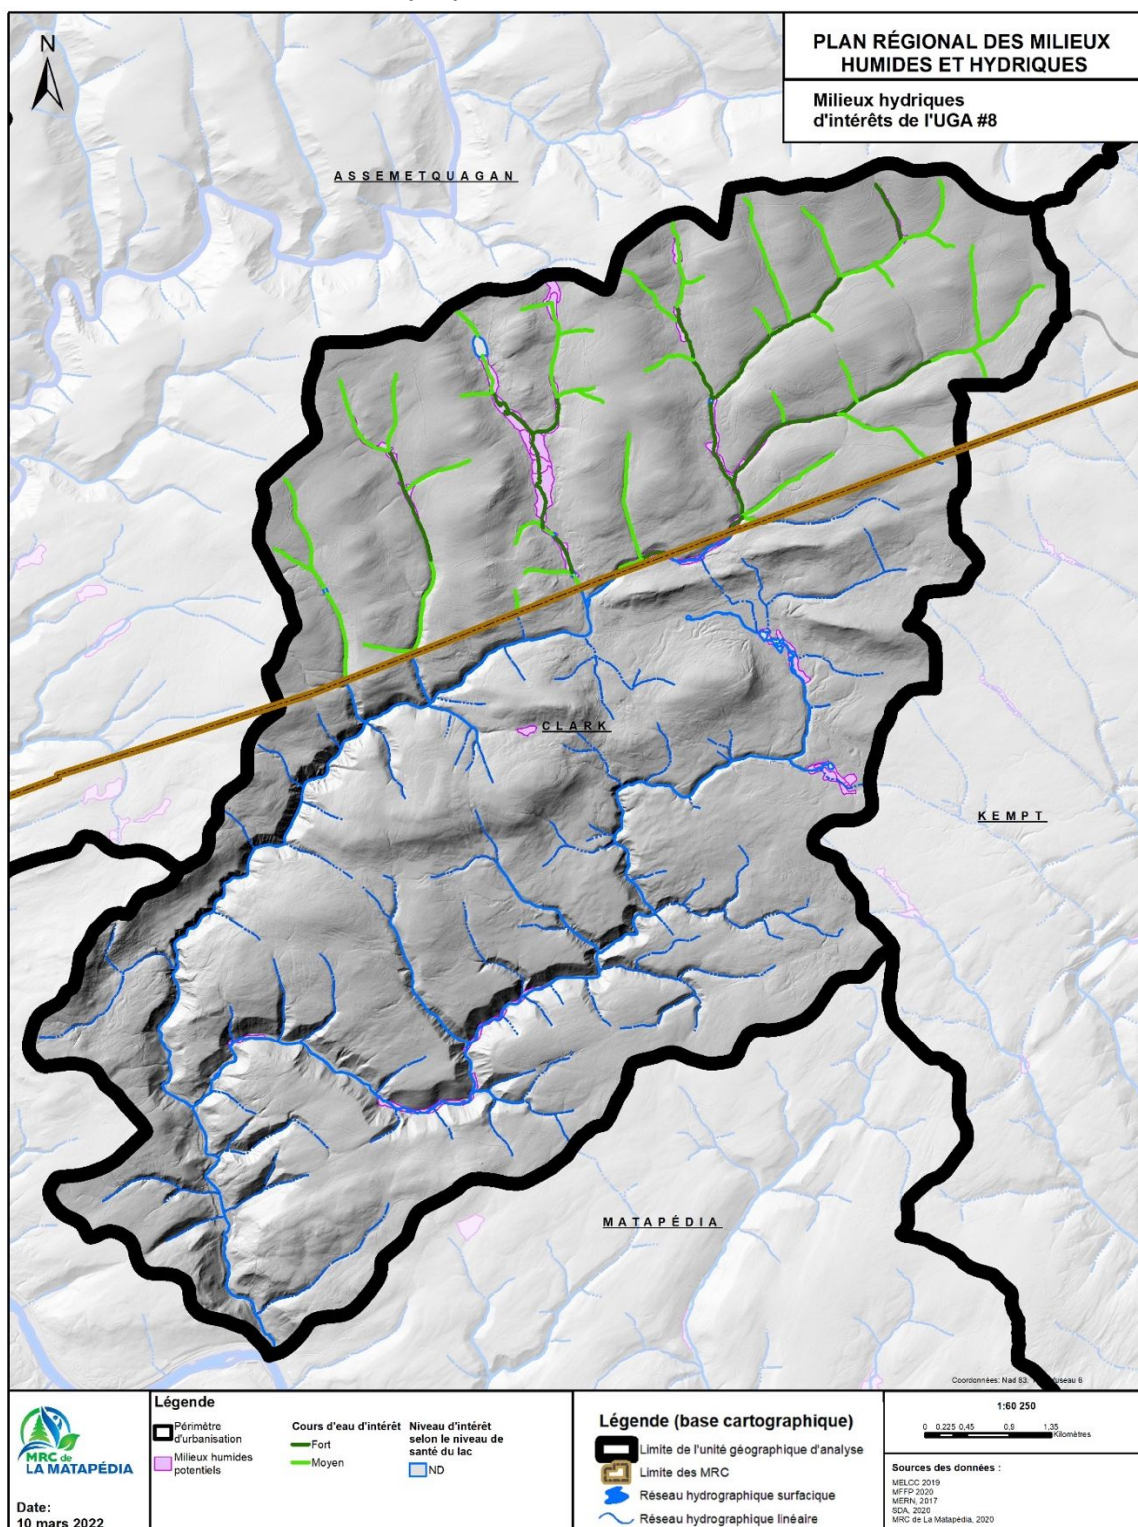 PLAN RÉGIONAL DES MILIEUX
HUMIDES ET HYDRIQUES
Milieux hydriques
d'intérêts de l'UGA #8
N
ASSEMETQUAGAN
CLARK
KEMPT
MATAPÉDIA
Coordonnées: Nad 83, fuseau 6
MRC de
LA MATAPÉDIA
Date:
10 mars 2022
Légende
Périmètre
d'urbanisation
Milieux humides
potentiels
Cours d'eau d'intérêt
Fort
Moyen
Niveau d'intérêt
selon le niveau de
santé du lac
ND
Légende (base cartographique)
Limite de l'unité géographique d'analyse
Limite des MRC
Réseau hydrographique surfacique
Réseau hydrographique linéaire
1:60 250
0 0,225 0,45 0,9 1,35
Kilomètres
Sources des données :
MELCC 2019
MFFP 2020
MERN, 2017
SDA, 2020
MRC de La Matapédia, 2020